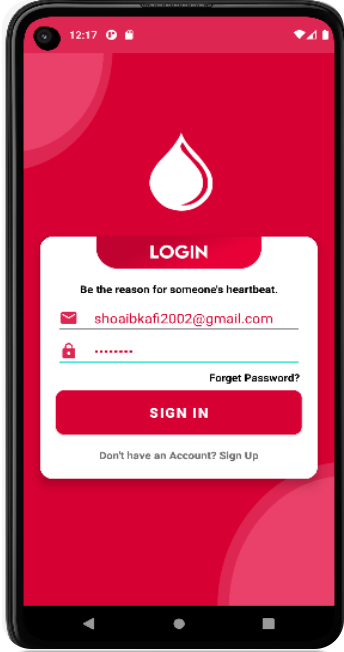 12:17
LOGIN
Be the reason for someone's heartbeat.
shoaibkafi2002@gmail.com
········
Forget Password?
SIGN IN
Don't have an Account? Sign Up